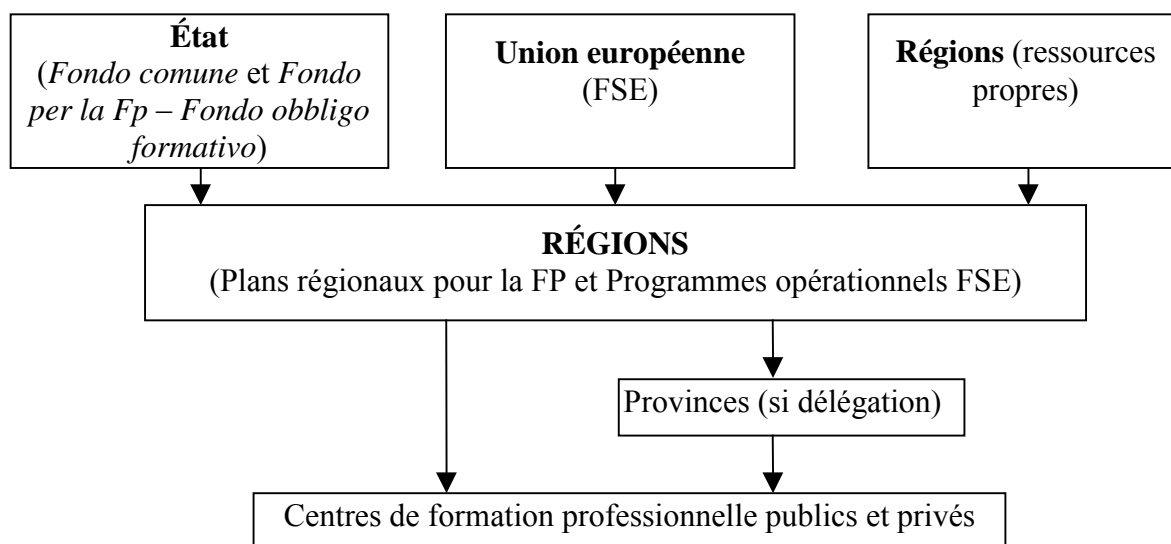 État
(Fondo comune et Fondo
per la Fp – Fondo obbligo
formativo)
Union européenne
(FSE)
Régions (ressources
propres)
RÉGIONS
(Plans régionaux pour la FP et Programmes opérationnels FSE)
Provinces (si délégation)
Centres de formation professionnelle publics et privés